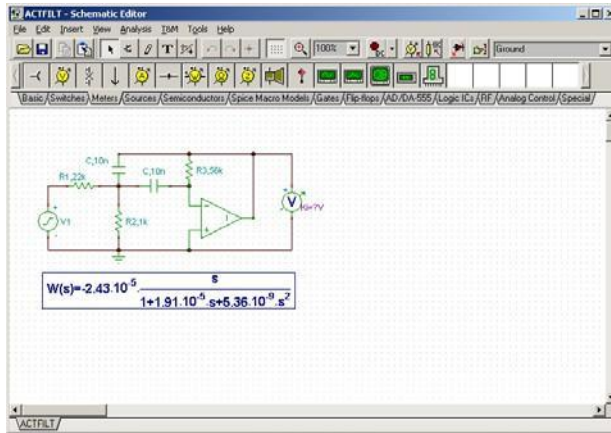 ACTFILT - Schematic Editor
File Edit Insert View Analysis T&M Tools Help
100% Ground
Basic Switches Meters Sources Semiconductors Spice Macro Models Gates Flip-flops AD/DA-555 Logic ICs RF Analog Control Special
C,10n
C,10n
R3,56k
R1,22k
V1
R2,1k
V
W(s)=-2.43.10^-5. s
1+1.91.10^-5.s+5.36.10^-9.s^2
ACTFILT